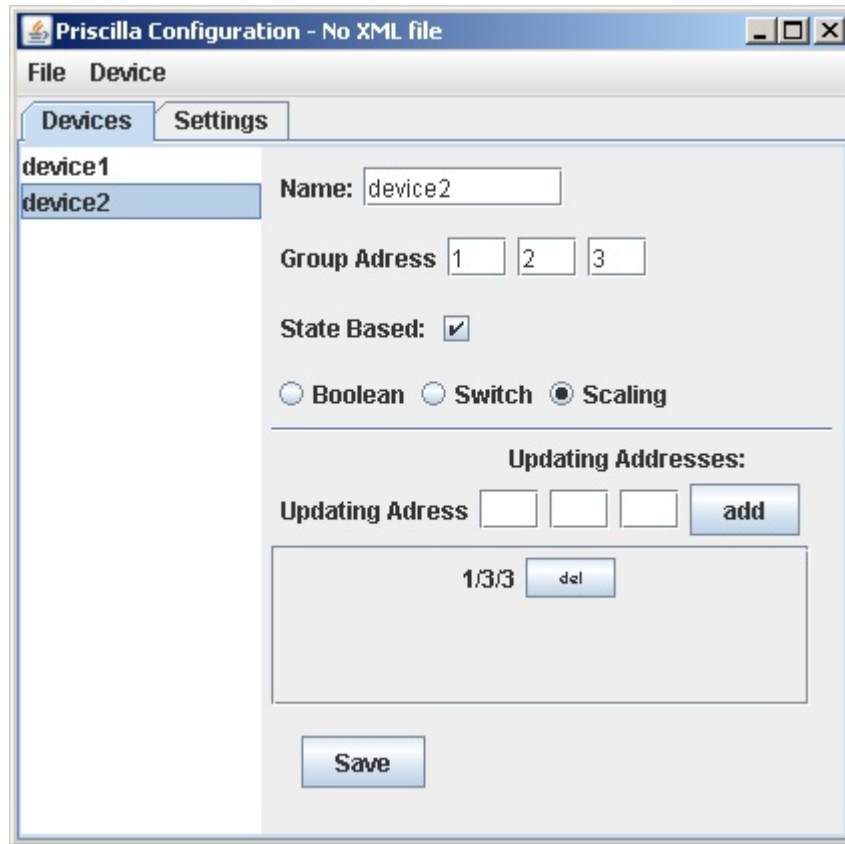 Priscilla Configuration - No XML file
File Device
Devices Settings
device1
device2
Name: device2
Group Adress 1 2 3
State Based:
Boolean Switch Scaling
Updating Addresses:
Updating Adress add
1/3/3 del
Save